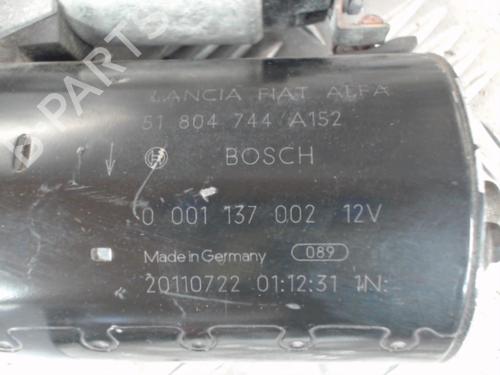 LANCIA FIAT ALFA
51 804 744 A152
BOSCH
0 001 137 002 12V
Made in Germany 089
20110722 01:12:31 1N:
B-PARTS